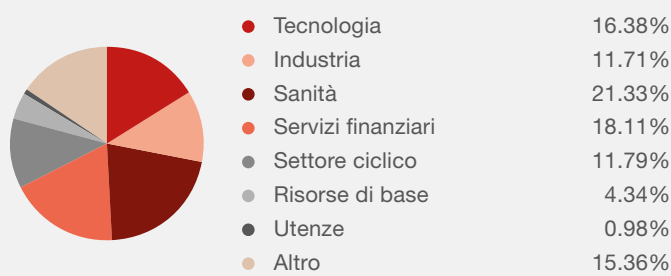 Tecnologia 16.38%
Industria 11.71%
Sanità 21.33%
Servizi finanziari 18.11%
Settore ciclico 11.79%
Risorse di base 4.34%
Utenze 0.98%
Altro 15.36%